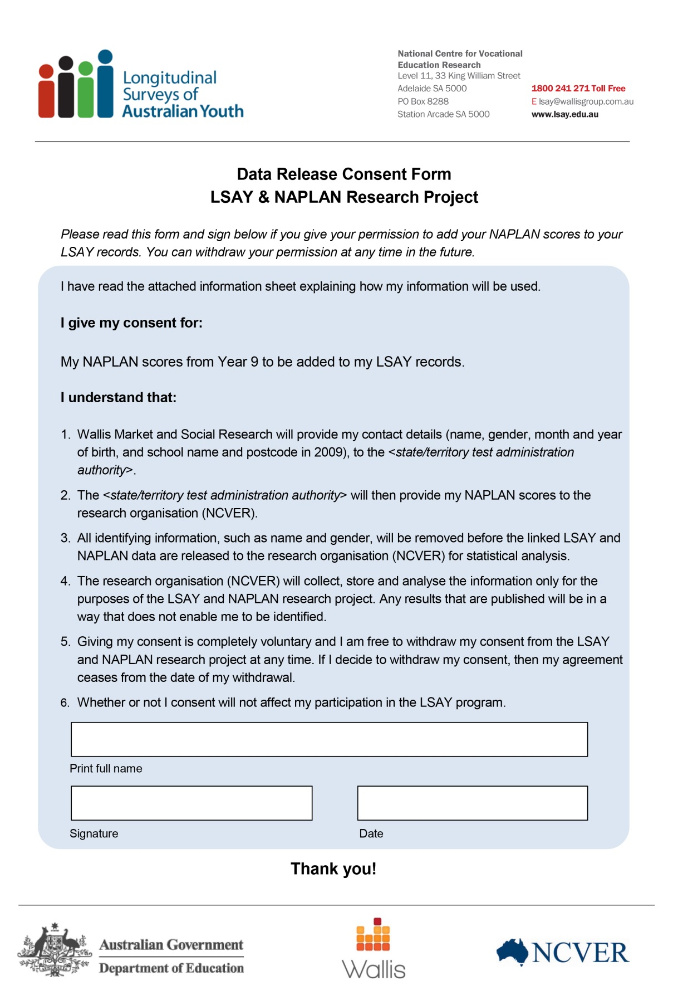 Longitudinal
Surveys of
Australian Youth
National Centre for Vocational
Education Research
Level 11, 33 King William Street
Adelaide SA 5000
PO Box 8288
Station Arcade SA 5000
1800 241 271 Toll Free
E lsay@wallisgroup.com.au
www.lsay.edu.au
Data Release Consent Form
LSAY & NAPLAN Research Project
Please read this form and sign below if you give your permission to add your NAPLAN scores to your
LSAY records. You can withdraw your permission at any time in the future.
I have read the attached information sheet explaining how my information will be used.
I give my consent for:
My NAPLAN scores from Year 9 to be added to my LSAY records.
I understand that:
1. Wallis Market and Social Research will provide my contact details (name, gender, month and year
of birth, and school name and postcode in 2009), to the <state/territory test administration
authority>.
2. The <state/territory test administration authority> will then provide my NAPLAN scores to the
research organisation (NCVER).
3. All identifying information, such as name and gender, will be removed before the linked LSAY and
NAPLAN data are released to the research organisation (NCVER) for statistical analysis.
4. The research organisation (NCVER) will collect, store and analyse the information only for the
purposes of the LSAY and NAPLAN research project. Any results that are published will be in a
way that does not enable me to be identified.
5. Giving my consent is completely voluntary and I am free to withdraw my consent from the LSAY
and NAPLAN research project at any time. If I decide to withdraw my consent, then my agreement
ceases from the date of my withdrawal.
6. Whether or not I consent will not affect my participation in the LSAY program.
Print full name
Signature
Date
Thank you!
Australian Government
Department of Education
Wallis
NCVER